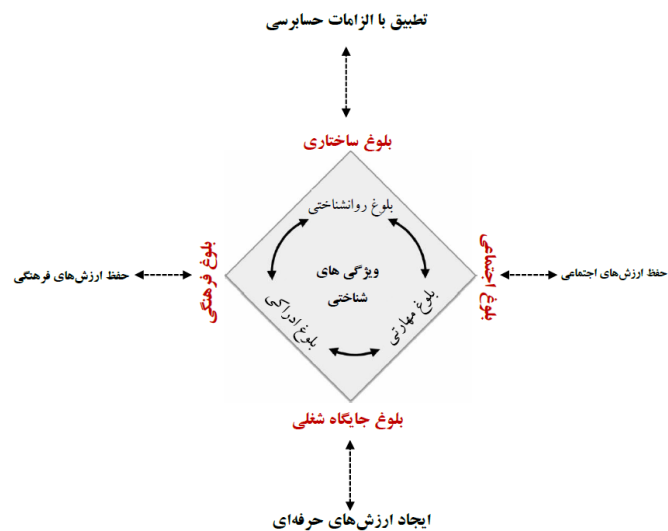 تطبیق با الزامات حسابرسی
بلوغ ساختاری
بلوغ روانشناختی
بلوغ فرهنگی
حفظ ارزش‌های فرهنگی
ویژگی های
شناختی
بلوغ اجتماعی
حفظ ارزش‌های اجتماعی
بلوغ مهارتی
بلوغ ادراکی
بلوغ جایگاه شغلی
ایجاد ارزش‌های حرفه‌ای